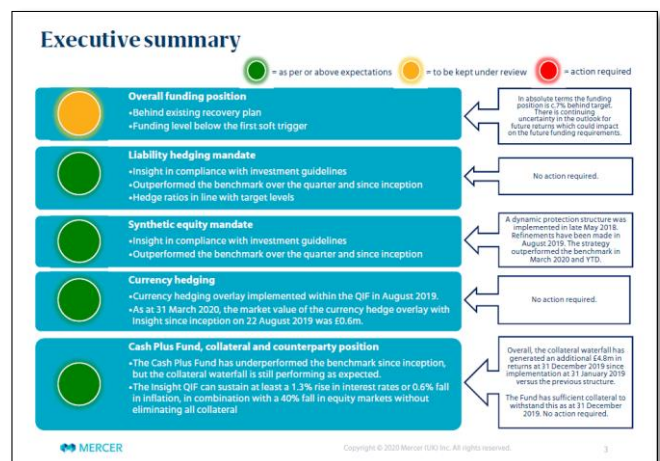 Executive summary
= as per or above expectations
= to be kept under review
= action required
Overall funding position
•Behind existing recovery plan
•Funding level below the first soft trigger
In absolute terms the funding
position is c.7% behind target.
There is continuing
uncertainty in the outlook for
future returns which could impact
on the future funding requirements.
Liability hedging mandate
•Insight in compliance with investment guidelines
•Outperformed the benchmark over the quarter and since inception
•Hedge ratios in line with target levels
No action required.
Synthetic equity mandate
•Insight in compliance with investment guidelines
•Outperformed the benchmark over the quarter and since inception
A dynamic protection structure was
implemented in late May 2018.
Refinements have been made in
August 2019. The strategy
outperformed the benchmark in
March 2020 and YTD.
Currency hedging
•Currency hedging overlay implemented within the QIF in August 2019.
•As at 31 March 2020, the market value of the currency hedge overlay with
Insight since inception on 22 August 2019 was £0.6m.
No action required.
Cash Plus Fund, collateral and counterparty position
•The Cash Plus Fund has underperformed the benchmark since inception,
but the collateral waterfall is still performing as expected.
•The Insight QIF can sustain at least a 1.3% rise in interest rates or 0.6% fall
in inflation, in combination with a 40% fall in equity markets without
eliminating all collateral
Overall, the collateral waterfall has
generated an additional £4.8m in
returns at 31 December 2019 since
implementation at 31 January 2019
versus the previous structure.
The Fund has sufficient collateral to
withstand this as at 31 December
2019. No action required.
MERCER
Copyright © 2020 Mercer (UK) Inc. All rights reserved.
3